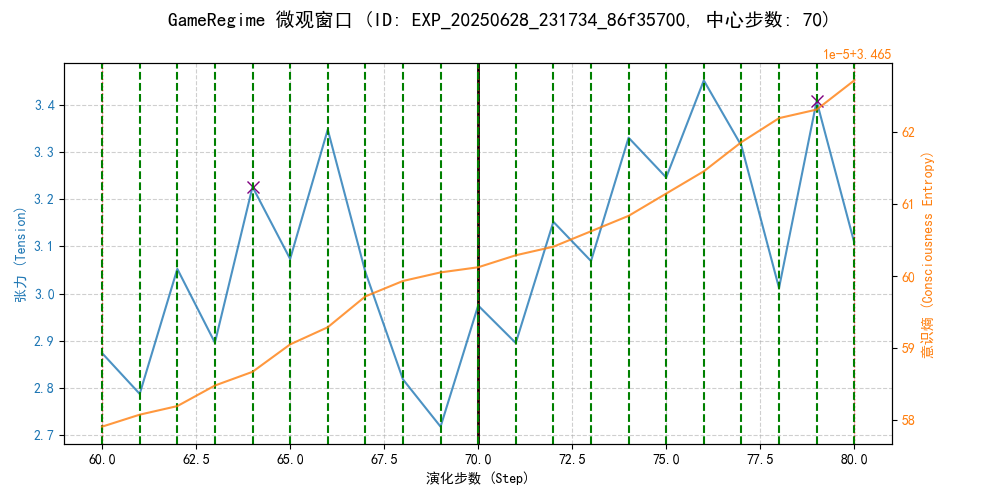 GameRegime 微观窗口 (ID: EXP_20250628_231734_86f35700, 中心步数: 70)
1e-5+3.465
3.4
3.3
3.2
3.1
3.0
2.9
2.8
2.7
张力 (Tension)
62
61
60
59
58
意识熵 (Consciousness Entropy)
60.0 62.5 65.0 67.5 70.0 72.5 75.0 77.5 80.0
演化步数 (Step)